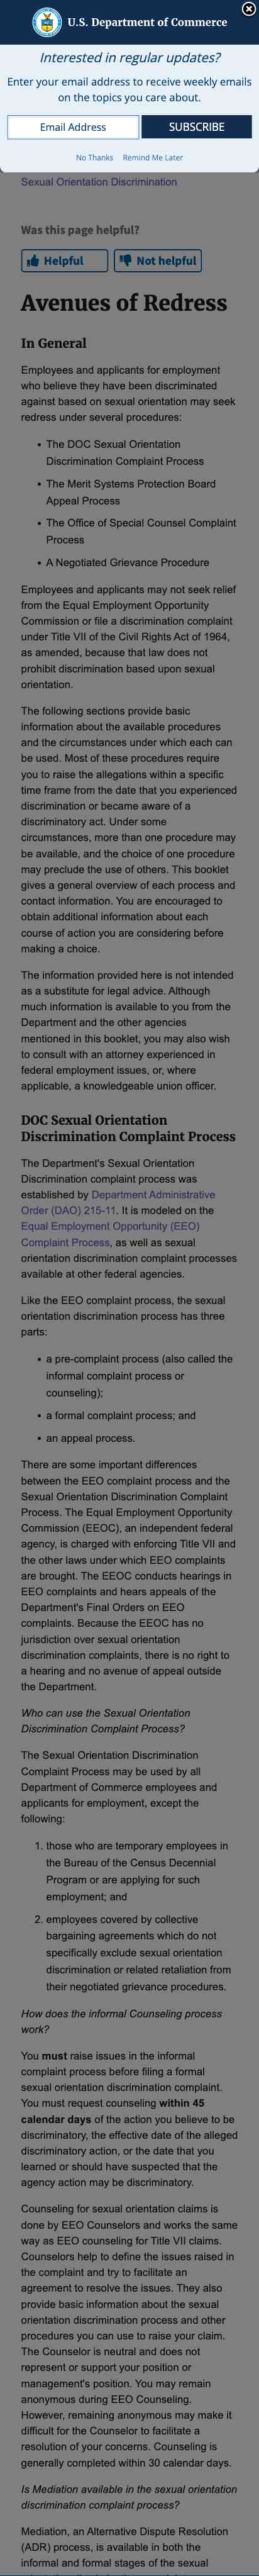 U.S. Department of Commerce
Interested in regular updates?
Enter your email address to receive weekly emails
on the topics you care about.
Email Address
SUBSCRIBE
No Thanks Remind Me Later
Sexual Orientation Discrimination
Was this page helpful?
Helpful
Not helpful
Avenues of Redress
In General
Employees and applicants for employment
who believe they have been discriminated
against based on sexual orientation may seek
redress under several procedures:
• The DOC Sexual Orientation
Discrimination Complaint Process
• The Merit Systems Protection Board
Appeal Process
• The Office of Special Counsel Complaint
Process
• A Negotiated Grievance Procedure
Employees and applicants may not seek relief
from the Equal Employment Opportunity
Commission or file a discrimination complaint
under Title VII of the Civil Rights Act of 1964,
as amended, because that law does not
prohibit discrimination based upon sexual
orientation.
The following sections provide basic
information about the available procedures
and the circumstances under which each can
be used. Most of these procedures require
you to raise the allegations within a specific
time frame from the date that you experienced
discrimination or became aware of a
discriminatory act. Under some
circumstances, more than one procedure may
be available, and the choice of one procedure
may preclude the use of others. This booklet
gives a general overview of each process and
contact information. You are encouraged to
obtain additional information about each
course of action you are considering before
making a choice.
The information provided here is not intended
as a substitute for legal advice. Although
much information is available to you from the
Department and the other agencies
mentioned in this booklet, you may also wish
to consult with an attorney experienced in
federal employment issues, or, where
applicable, a knowledgeable union officer.
DOC Sexual Orientation
Discrimination Complaint Process
The Department's Sexual Orientation
Discrimination complaint process was
established by Department Administrative
Order (DAO) 215-11. It is modeled on the
Equal Employment Opportunity (EEO)
Complaint Process, as well as sexual
orientation discrimination complaint processes
available at other federal agencies.
Like the EEO complaint process, the sexual
orientation discrimination process has three
parts:
• a pre-complaint process (also called the
informal complaint process or
counseling);
• a formal complaint process; and
• an appeal process.
There are some important differences
between the EEO complaint process and the
Sexual Orientation Discrimination Complaint
Process. The Equal Employment Opportunity
Commission (EEOC), an independent federal
agency, is charged with enforcing Title VII and
the other laws under which EEO complaints
are brought. The EEOC conducts hearings in
EEO complaints and hears appeals of the
Department's Final Orders on EEO
complaints. Because the EEOC has no
jurisdiction over sexual orientation
discrimination complaints, there is no right to
a hearing and no avenue of appeal outside
the Department.
Who can use the Sexual Orientation
Discrimination Complaint Process?
The Sexual Orientation Discrimination
Complaint Process may be used by all
Department of Commerce employees and
applicants for employment, except the
following:
1. those who are temporary employees in
the Bureau of the Census Decennial
Program or are applying for such
employment; and
2. employees covered by collective
bargaining agreements which do not
specifically exclude sexual orientation
discrimination or related retaliation from
their negotiated grievance procedures.
How does the informal Counseling process
work?
You must raise issues in the informal
complaint process before filing a formal
sexual orientation discrimination complaint.
You must request counseling within 45
calendar days of the action you believe to be
discriminatory, the effective date of the alleged
discriminatory action, or the date that you
learned or should have suspected that the
agency action may be discriminatory.
Counseling for sexual orientation claims is
done by EEO Counselors and works the same
way as EEO counseling for Title VII claims.
Counselors help to define the issues raised in
the complaint and try to facilitate an
agreement to resolve the issues. They also
provide basic information about the sexual
orientation discrimination process and other
procedures you can use to raise your claim.
The Counselor is neutral and does not
represent or support your position or
management's position. You may remain
anonymous during EEO Counseling.
However, remaining anonymous may make it
difficult for the Counselor to facilitate a
resolution of your concerns. Counseling is
generally completed within 30 calendar days.
Is Mediation available in the sexual orientation
discrimination complaint process?
Mediation, an Alternative Dispute Resolution
(ADR) process, is available in both the
informal and formal stages of the sexual